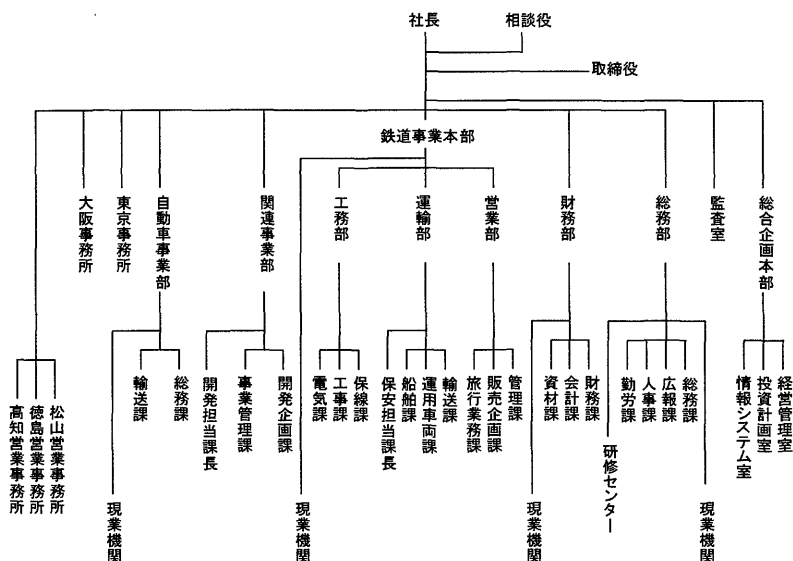 社長
相談役
取締役
鉄道事業本部
大阪事務所
東京事務所
自動車事業部
関連事業部
工務部
運輸部
営業部
財務部
総務部
監査室
総合企画本部
高知営業事務所
徳島営業事務所
松山営業事務所
輸送課
総務課
開発担当課長
事業管理課
開発企画課
電気課
工事課
保線課
保安担当課長
船舶課
運用車両課
輸送課
旅行業務課
販売企画課
管理課
資材課
会計課
財務課
勤労課
人事課
広報課
総務課
情報システム室
投資計画室
経営管理室
研修センター
現業機関
現業機関
現業機関
現業機関